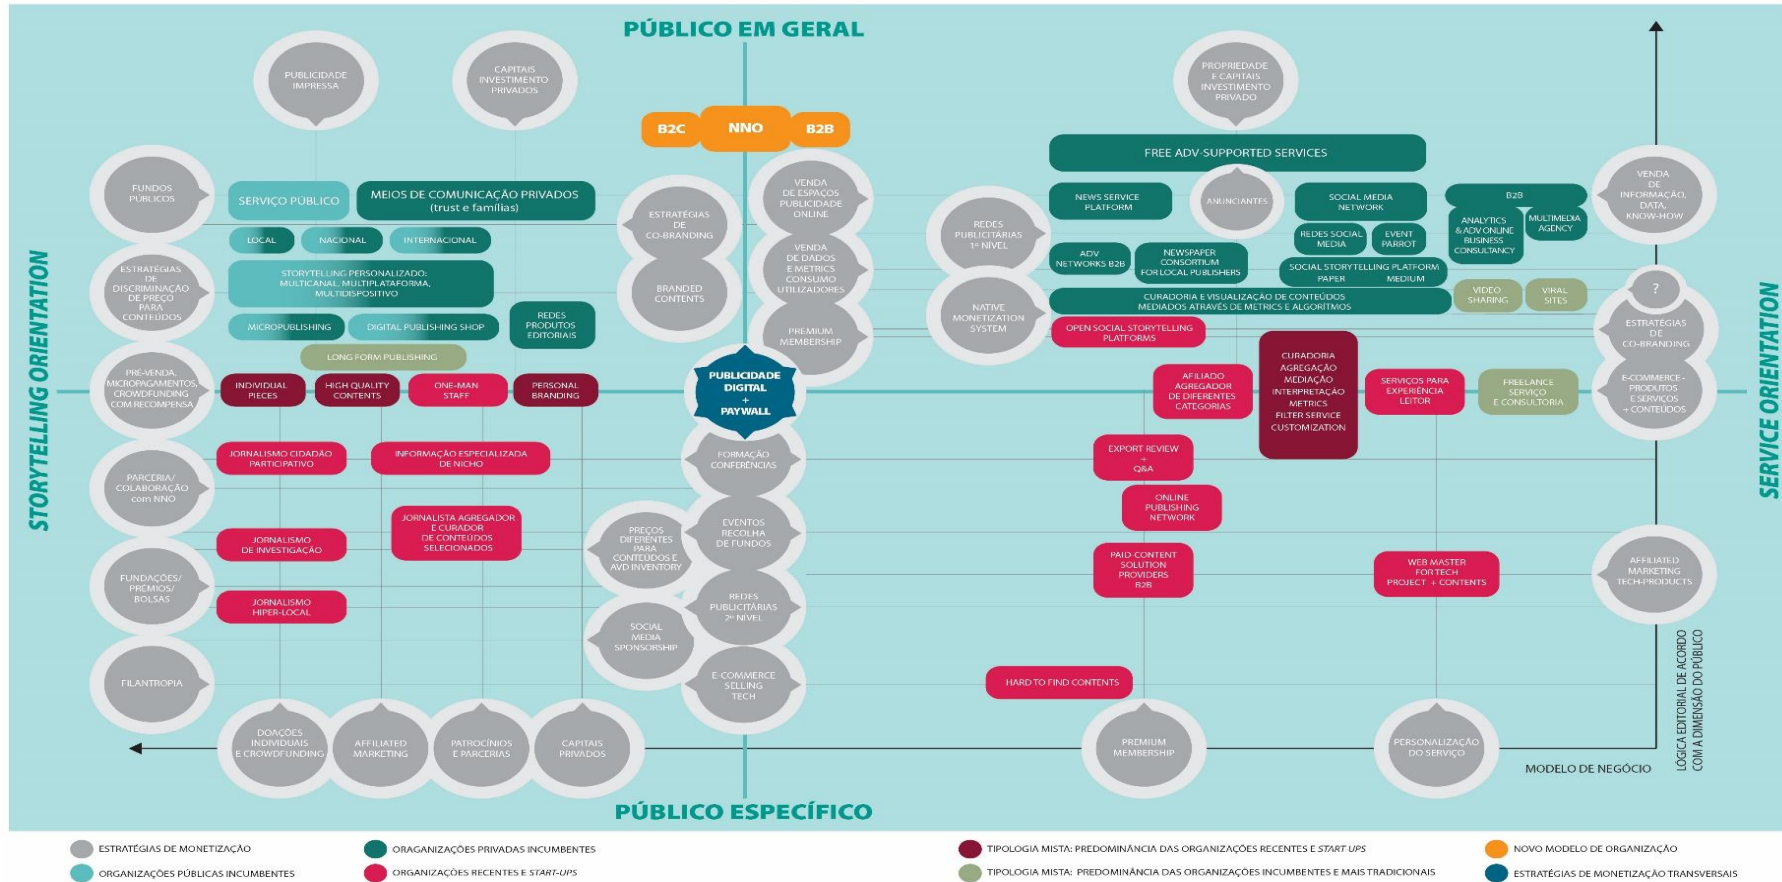 PÚBLICO EM GERAL
PUBLICIDADE
IMPRESSA
CAPITAIS
INVESTIMENTO
PRIVADOS
PROPRIEDADE
E CAPITAIS
INVESTIMENTO
PRIVADO
B2C
NNO
B2B
FUNDOS
PÚBLICOS
SERVIÇO PÚBLICO
MEIOS DE COMUNICAÇÃO PRIVADOS
(trust e famílias)
LOCAL
NACIONAL
INTERNACIONAL
ESTRATÉGIAS
DE
DISCRIMINAÇÃO
DE PREÇO
PARA
CONTEÚDOS
STORYTELLING PERSONALIZADO:
MULTICANAL, MULTIPLATAFORMA,
MULTIDISPOSITIVO
MICROPUBLISHING
DIGITAL PUBLISHING SHOP
REDES
PRODUTOS
EDITORIAIS
LONG FORM PUBLISHING
PRÉ-VENDA,
MICROPAGAMENTOS,
CROWDFUNDING
COM RECOMPENSA
INDIVIDUAL
PIECES
HIGH QUALITY
CONTENTS
ONE-MAN
STAFF
PERSONAL
BRANDING
ESTRATÉGIAS
DE
CO-BRANDING
BRANDED
CONTENTS
VENDA
DE ESPAÇOS
PUBLICIDADE
ONLINE
VENDA
DE DADOS
E METRICS
CONSUMO
UTILIZADORES
PREMIUM
MEMBERSHIP
PUBLICIDADE
DIGITAL
+
PAYWALL
FREE ADV-SUPPORTED SERVICES
NEWS SERVICE
PLATFORM
ANUNCIANTES
SOCIAL MEDIA
NETWORK
B2B
ANALYTICS
& ADV ONLINE
BUSINESS
CONSULTANCY
MULTIMEDIA
AGENCY
VENDA
DE
INFORMAÇÃO,
DATA,
KNOW-HOW
REDES
PUBLICITÁRIAS
1º NÍVEL
REDES SOCIAL
MEDIA
EVENT
PARROT
ADV
NETWORKS B2B
NEWSPAPER
CONSORTIUM
FOR LOCAL PUBLISHERS
SOCIAL STORYTELLING PLATFORM
PAPER MEDIUM
NATIVE
MONETIZATION
SYSTEM
CURADORIA E VISUALIZAÇÃO DE CONTEÚDOS
MEDIADOS ATRAVÉS DE METRICS E ALGORÍTMOS
VIDEO
SHARING
VIRAL
SITES
?
ESTRATÉGIAS
DE
CO-BRANDING
OPEN SOCIAL STORYTELLING
PLATFORMS
AFILIADO
AGREGADOR
DE DIFERENTES
CATEGORIAS
CURADORIA
AGREGAÇÃO
MEDIAÇÃO
INTERPRETAÇÃO
METRICS
FILTER SERVICE
CUSTOMIZATION
SERVIÇOS PARA
EXPERIÊNCIA
LEITOR
FREELANCE
SERVIÇO
E CONSULTORIA
E-COMMERCE-
PRODUTOS
E SERVIÇOS
+ CONTEÚDOS
STORYTELLING ORIENTATION
SERVICE ORIENTATION
JORNALISMO CIDADÃO
PARTICIPATIVO
INFORMAÇÃO ESPECIALIZADA
DE NICHO
PARCERIA/
COLABORAÇÃO
com NNO
JORNALISTA AGREGADOR
E CURADOR
DE CONTEÚDOS
SELECIONADOS
JORNALISMO
DE INVESTIGAÇÃO
FUNDAÇÕES/
PRÉMIOS/
BOLSAS
JORNALISMO
HIPER-LOCAL
FILANTROPIA
FORMAÇÃO
CONFERÊNCIAS
PREÇOS
DIFERENTES
PARA
CONTEÚDOS E
AVD INVENTORY
EVENTOS
RECOLHA
DE FUNDOS
REDES
PUBLICITÁRIAS
2º NÍVEL
SOCIAL
MEDIA
SPONSORSHIP
E-COMMERCE
SELLING
TECH
EXPORT REVIEW
+
Q&A
ONLINE
PUBLISHING
NETWORK
PAID-CONTENT
SOLUTION
PROVIDERS
B2B
WEB MASTER
FOR TECH
PROJECT + CONTENTS
AFFILIATED
MARKETING
TECH-PRODUCTS
HARD TO FIND CONTENTS
DOAÇÕES
INDIVIDUAIS
E CROWDFUNDING
AFFILIATED
MARKETING
PATROCÍNIOS
E PARCERIAS
CAPITAIS
PRIVADOS
PREMIUM
MEMBERSHIP
PERSONALIZAÇÃO
DO SERVIÇO
MODELO DE NEGÓCIO
LÓGICA EDITORIAL DE ACORDO
COM A DIMENSÃO DO PÚBLICO
PÚBLICO ESPECÍFICO
ESTRATÉGIAS DE MONETIZAÇÃO
ORAGANIZAÇÕES PRIVADAS INCUMBENTES
TIPOLOGIA MISTA: PREDOMINÂNCIA DAS ORGANIZAÇÕES RECENTES E START-UPS
NOVO MODELO DE ORGANIZAÇÃO
ORGANIZAÇÕES PÚBLICAS INCUMBENTES
ORGANIZAÇÕES RECENTES E START-UPS
TIPOLOGIA MISTA: PREDOMINÂNCIA DAS ORGANIZAÇÕES INCUMBENTES E MAIS TRADICIONAIS
ESTRATÉGIAS DE MONETIZAÇÃO TRANSVERSAIS